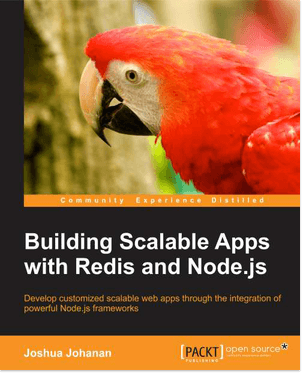 Community Experience Distilled
Building Scalable Apps
with Redis and Node.js
Develop customized scalable web apps through the integration of
powerful Node.js frameworks
Joshua Johanan
[PACKT] open source*
PUBLISHING